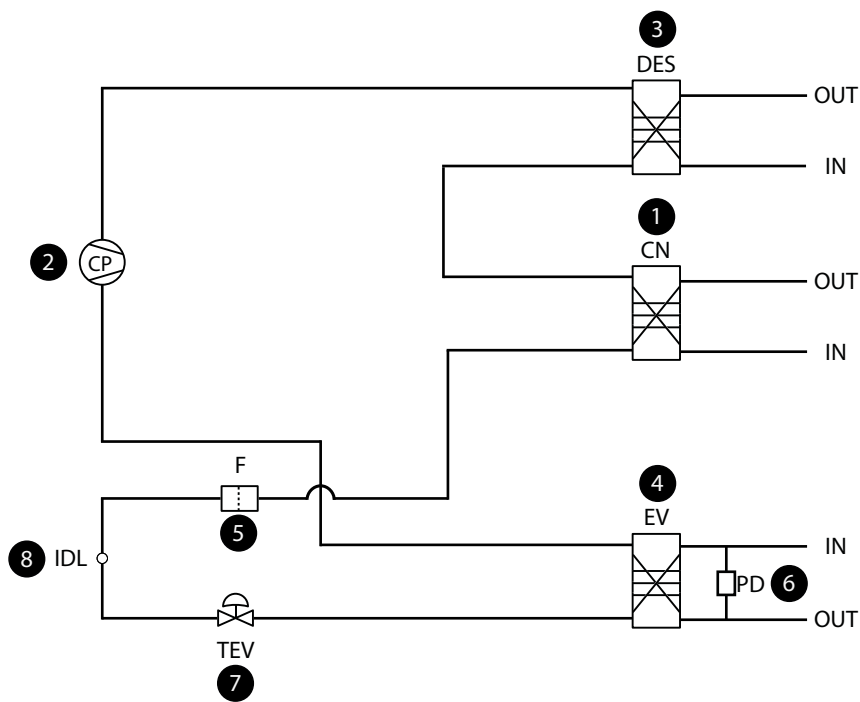 3
DES
OUT
IN
1
CN
2
CP
OUT
IN
F
4
EV
5
8
IDL
IN
PD
6
OUT
TEV
7